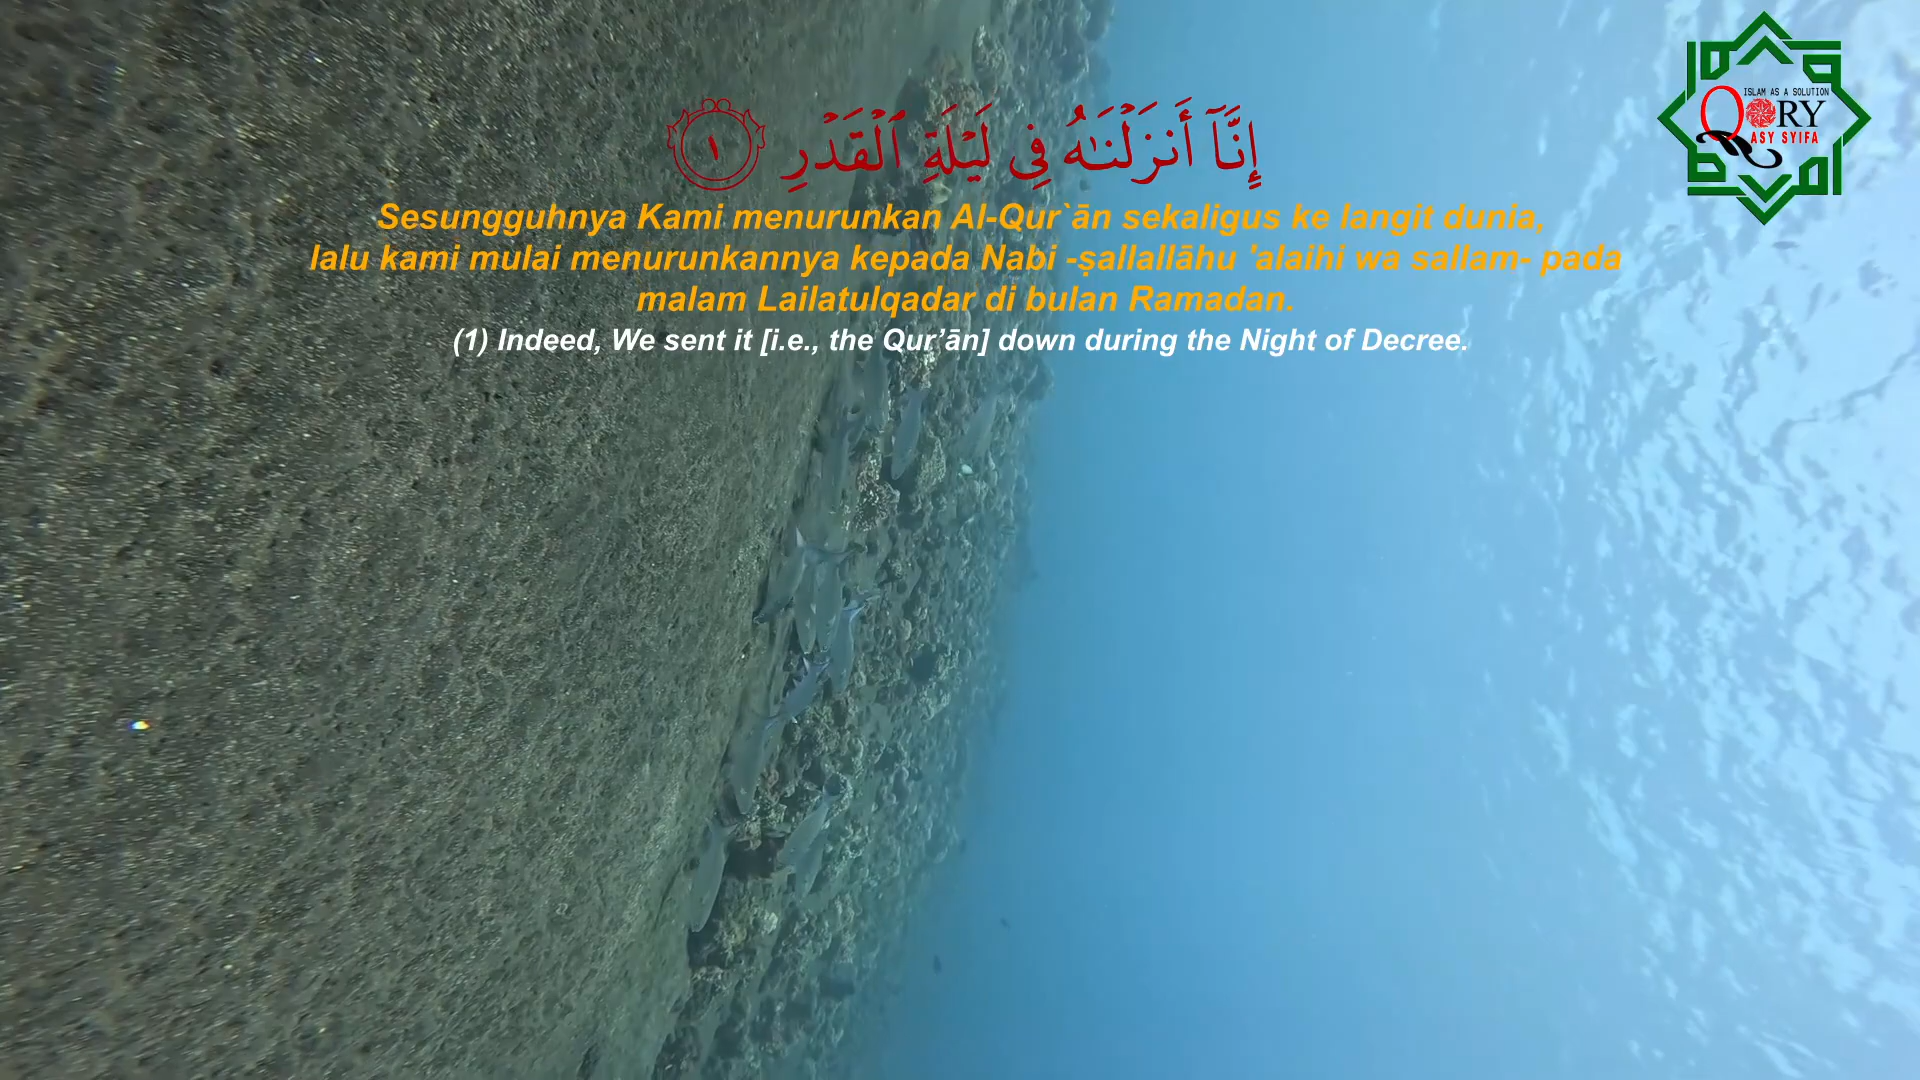 إِنَّآ أَنزَلْنَـٰهُ فِى لَيْلَةِ ٱلْقَدْرِ ١
Sesungguhnya Kami menurunkan Al-Qur`ān sekaligus ke langit dunia,
lalu kami mulai menurunkannya kepada Nabi -ṣallallāhu 'alaihi wa sallam- pada
malam Lailatulqadar di bulan Ramadan.
(1) Indeed, We sent it [i.e., the Qur’ān] down during the Night of Decree.
ISLAM AS A SOLUTION
QORY
ASY SYIFA